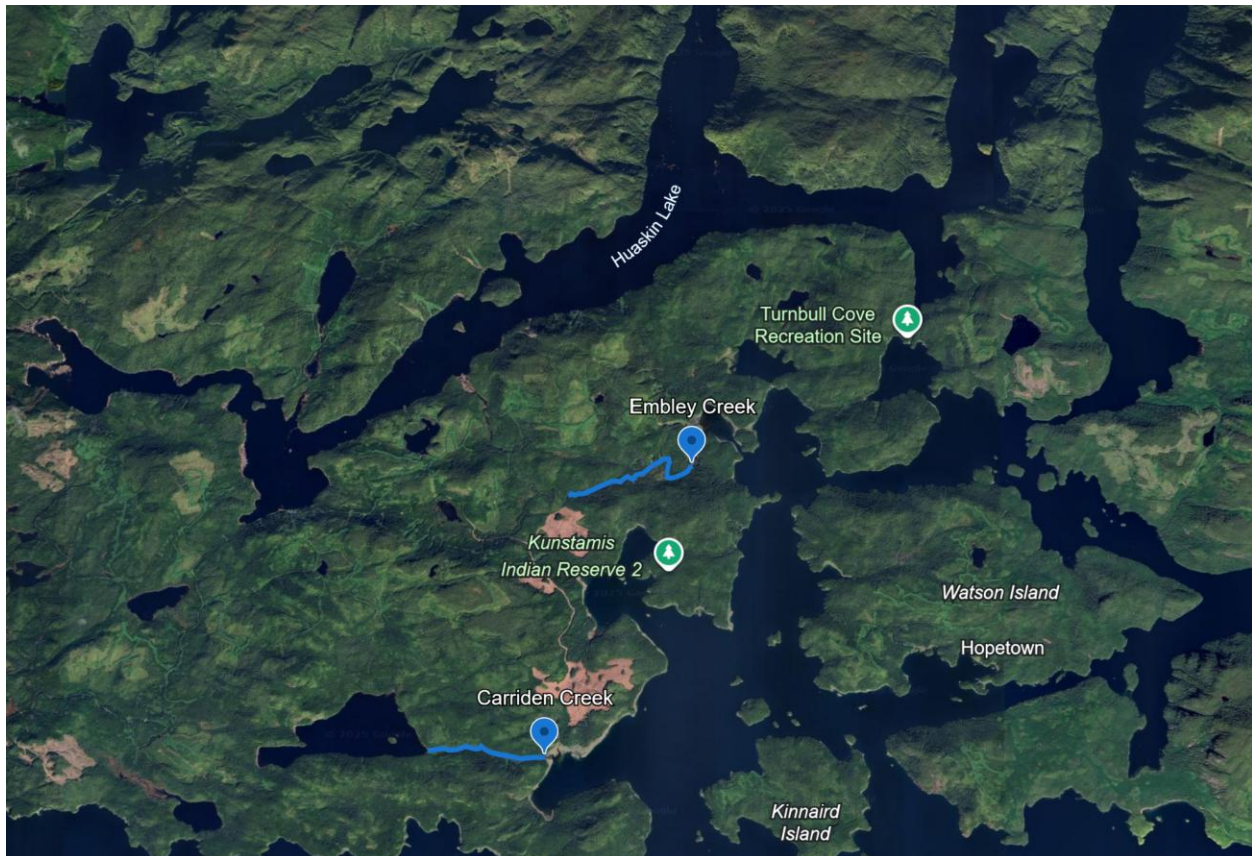 Huaskin Lake
Turnbull Cove
Recreation Site
Embley Creek
Kunstamis
Indian Reserve 2
Watson Island
Hopetown
Carriden Creek
Kinnaird
Island